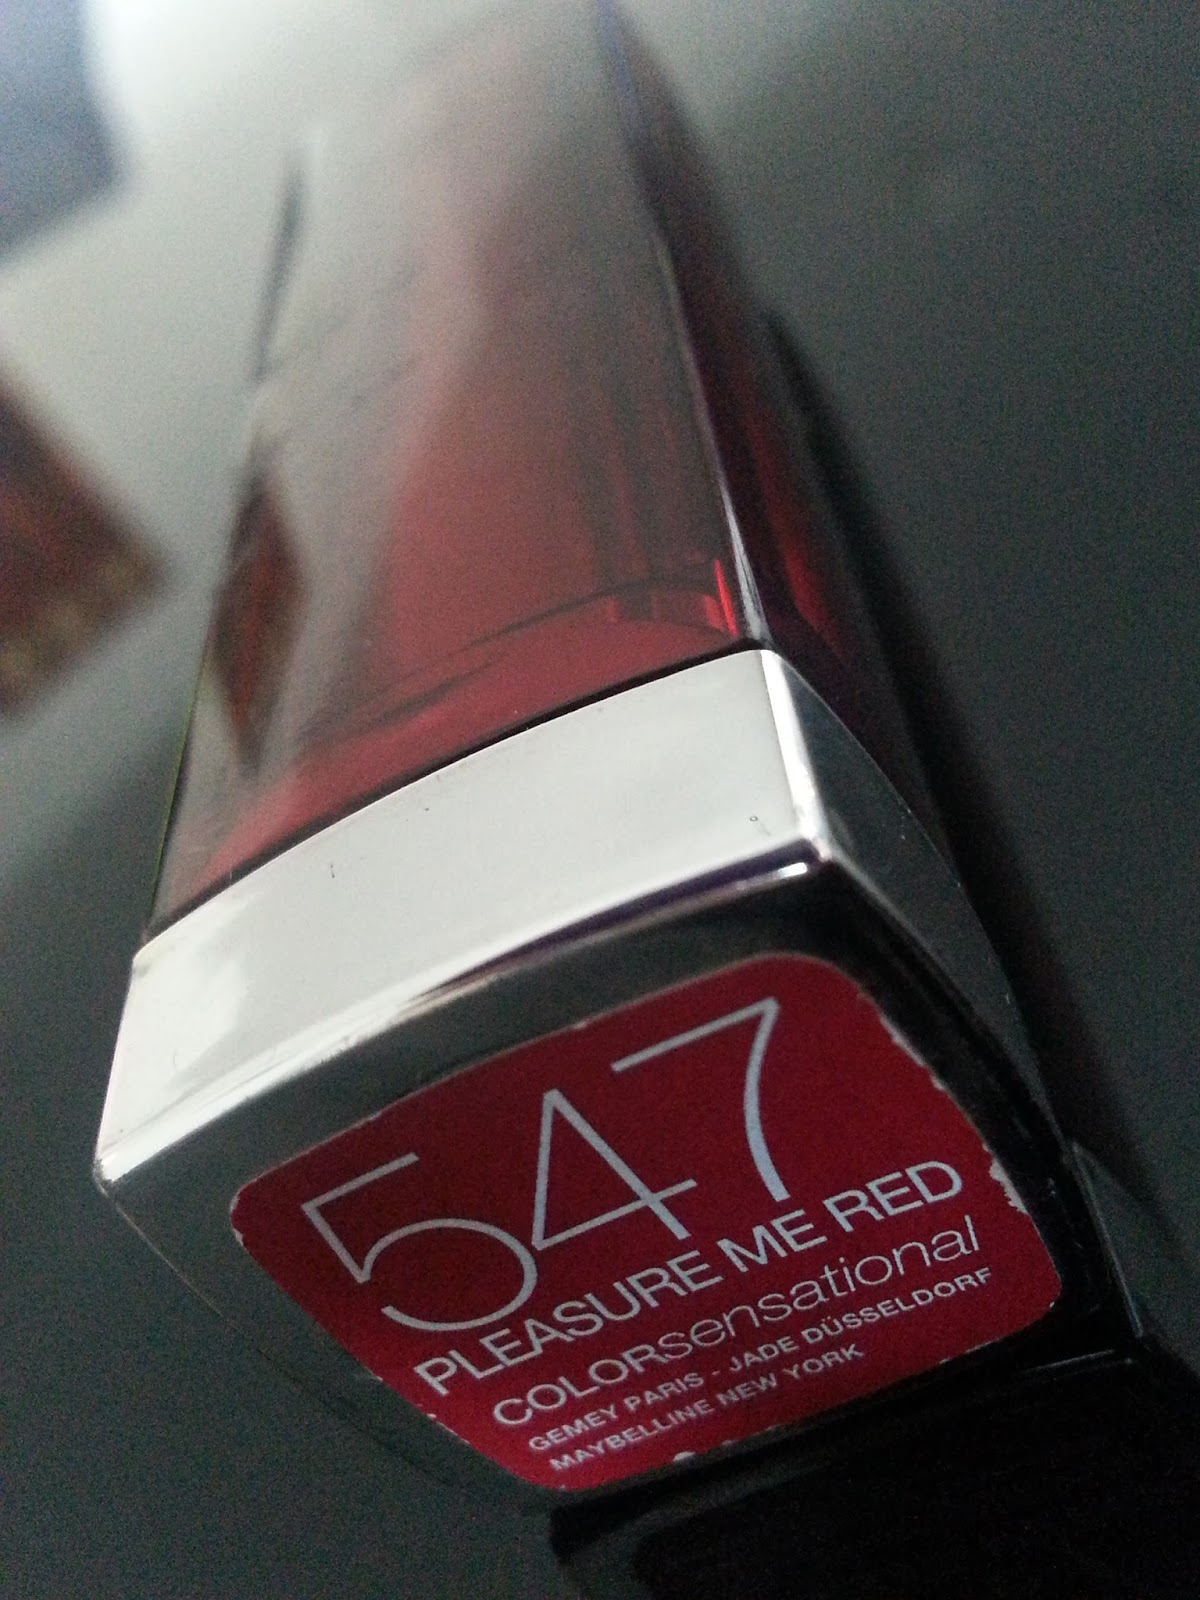 547
PLEASURE ME RED
COLORsensational
GEMEY PARIS - JADE DÜSSELDORF
MAYBELLINE NEW YORK